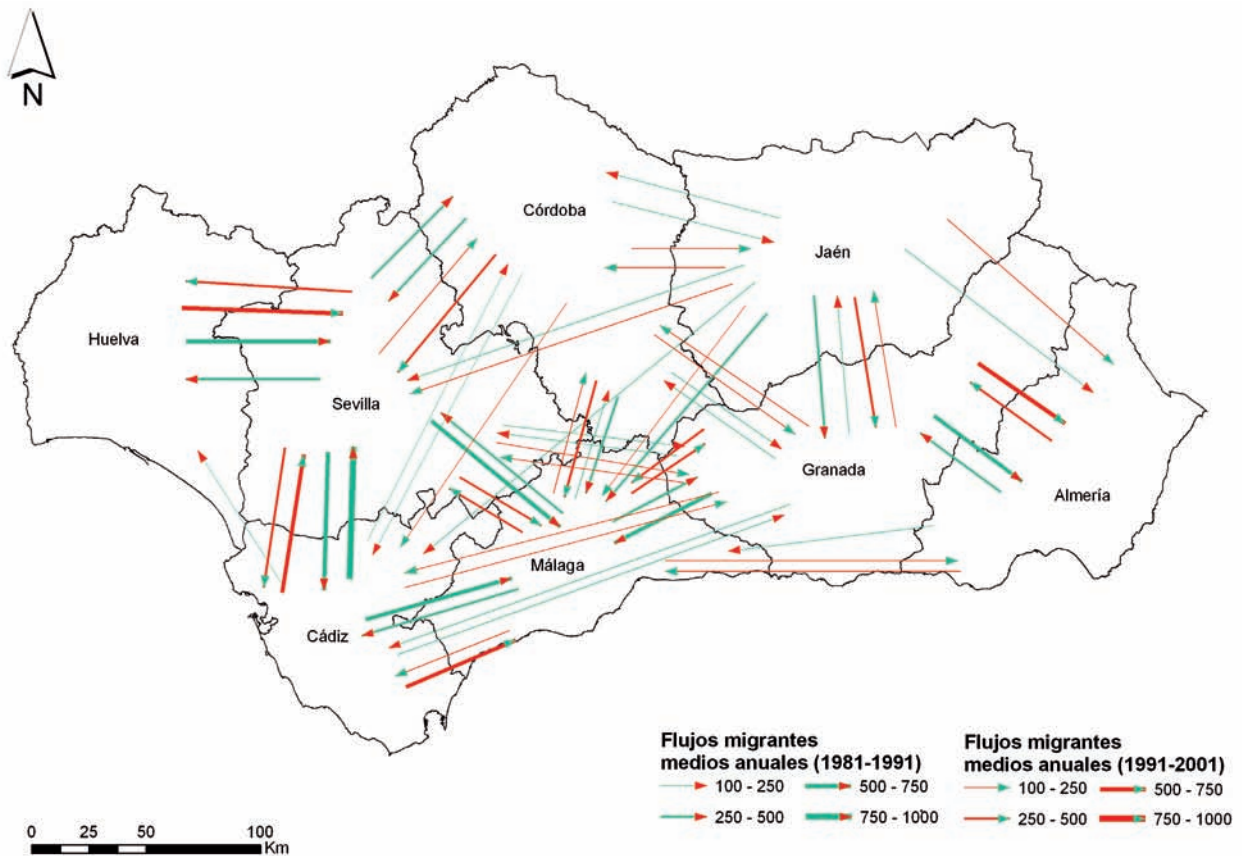 N
Córdoba
Jaén
Huelva
Sevilla
Granada
Almería
Málaga
Cádiz
Flujos migrantes
medios anuales (1981-1991)
100 - 250
500 - 750
250 - 500
750 - 1000
Flujos migrantes
medios anuales (1991-2001)
100 - 250
500 - 750
250 - 500
750 - 1000
0 25 50 100
Km